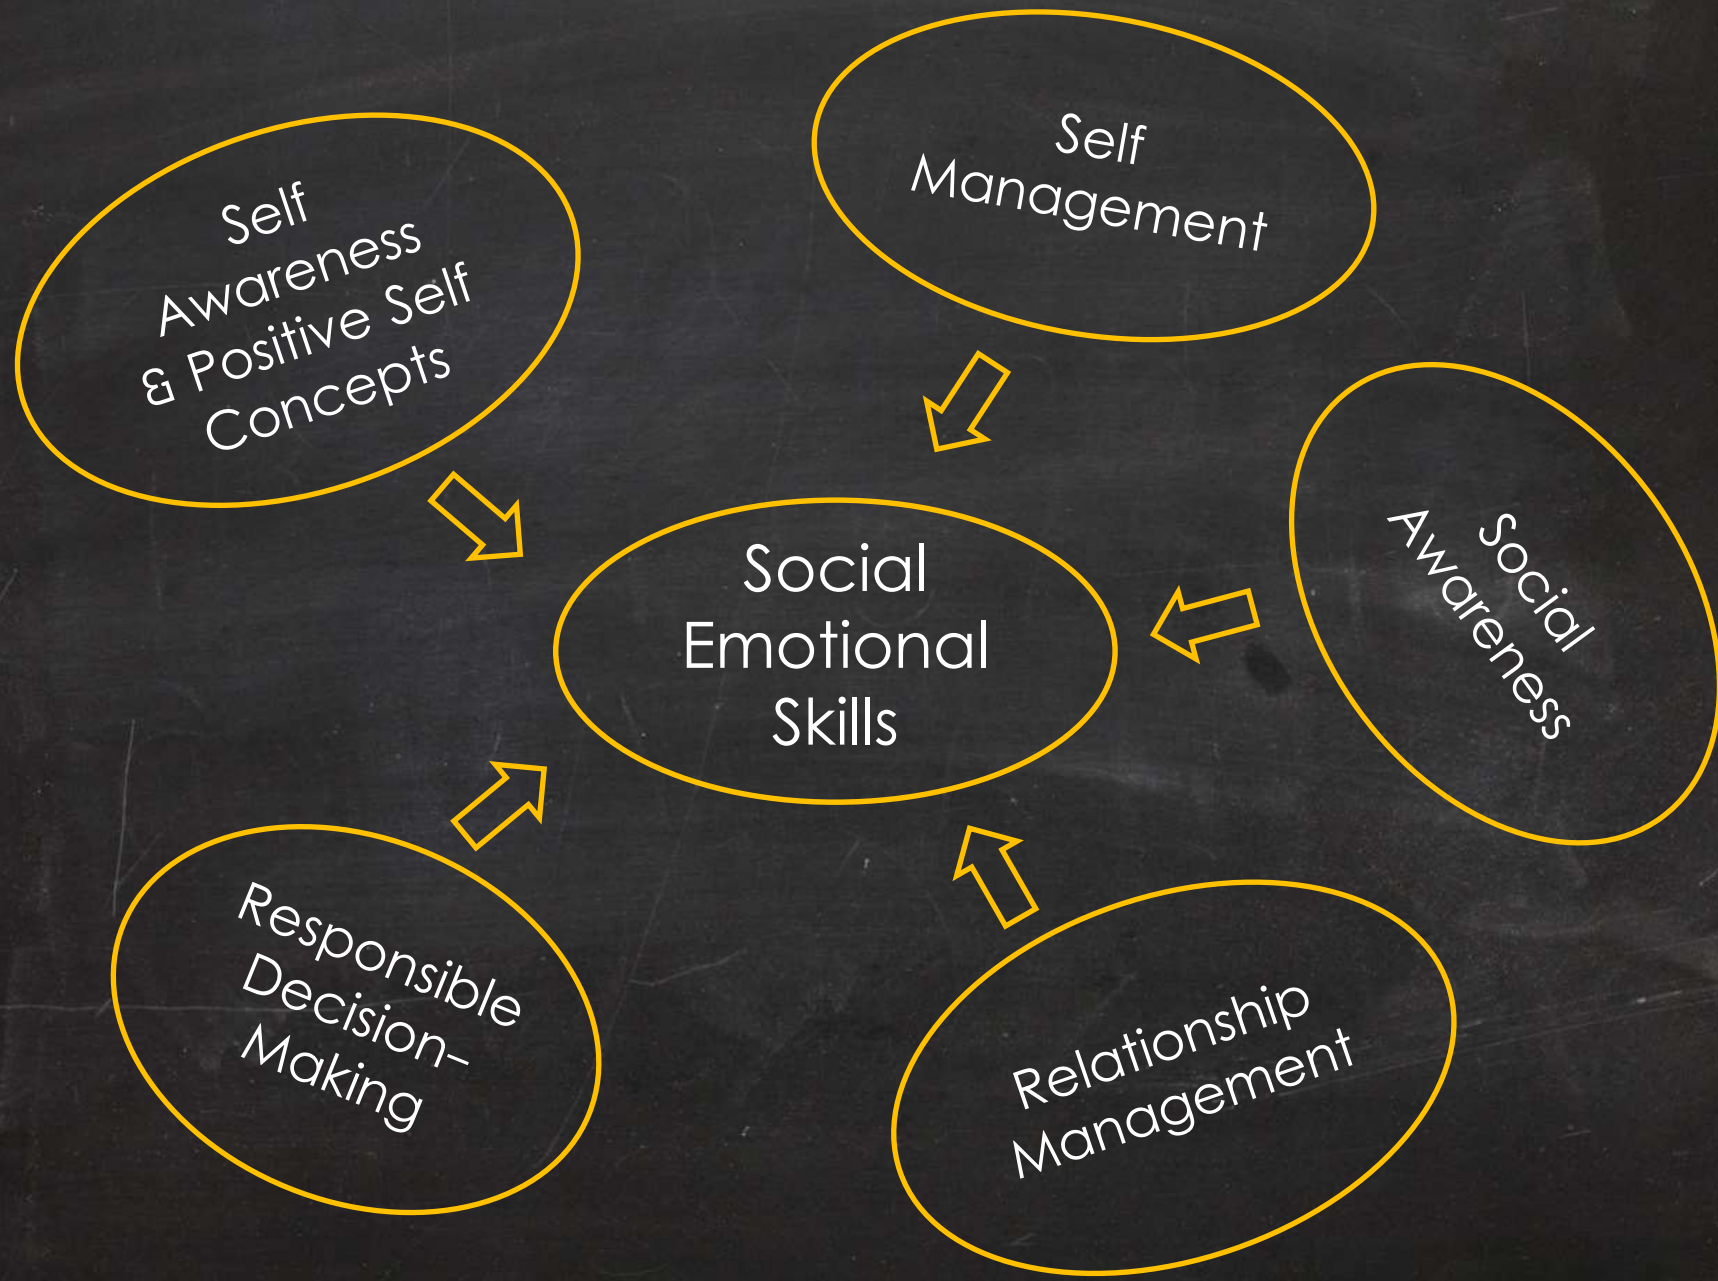 Self
Awareness
& Positive Self
Concepts
Self
Management
Social
Awareness
Social
Emotional
Skills
Responsible
Decision–
Making
Relationship
Management